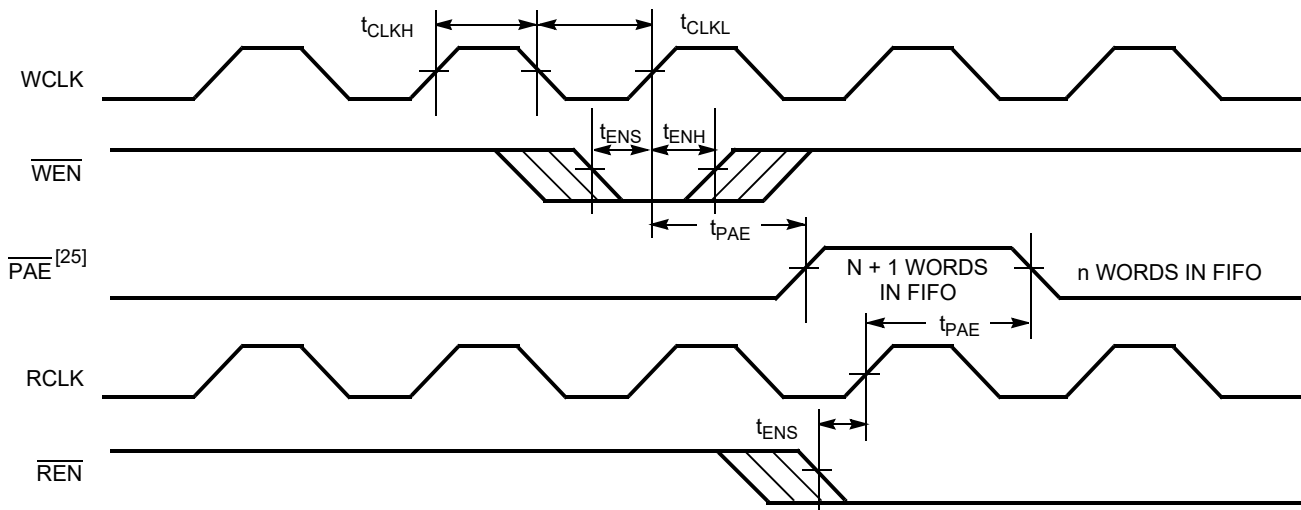 tCLKH
tCLKL
WCLK
tENS
tENH
WEN
tPAE
PAE [25]
N + 1 WORDS
IN FIFO
n WORDS IN FIFO
tPAE
RCLK
tENS
REN